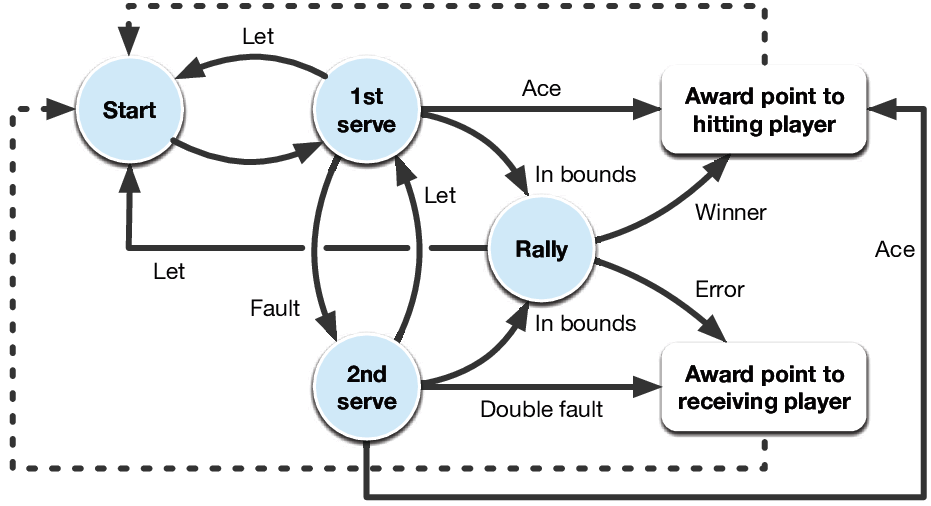 Let
Start
1st
serve
Ace
Award point to
hitting player
In bounds
Let
Winner
Rally
Ace
Let
Error
Fault
In bounds
2nd
serve
Double fault
Award point to
receiving player